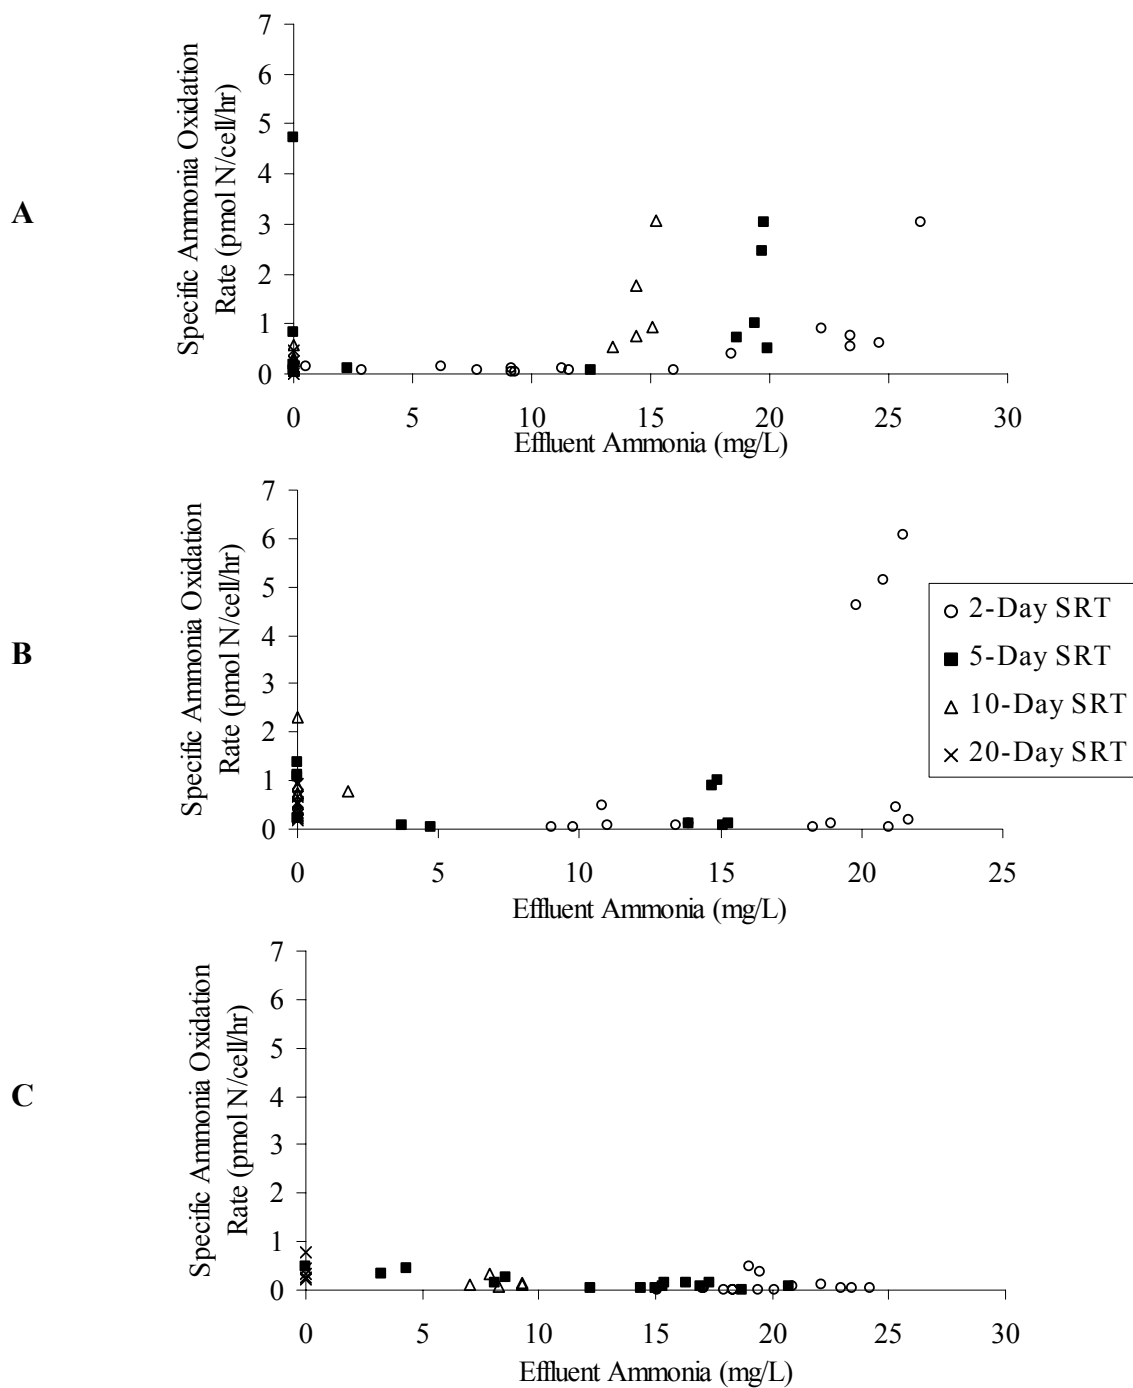 A
Specific Ammonia Oxidation
Rate (pmol N/cell/hr)
7
6
5
4
3
2
1
0
0 5 10 15 20 25 30
Effluent Ammonia (mg/L)
B
Specific Ammonia Oxidation
Rate (pmol N/cell/hr)
7
6
5
4
3
2
1
0
0 5 10 15 20 25
Effluent Ammonia (mg/L)
2-Day SRT
5-Day SRT
10-Day SRT
20-Day SRT
C
Specific Ammonia Oxidation
Rate (pmol N/cell/hr)
7
6
5
4
3
2
1
0
0 5 10 15 20 25 30
Effluent Ammonia (mg/L)